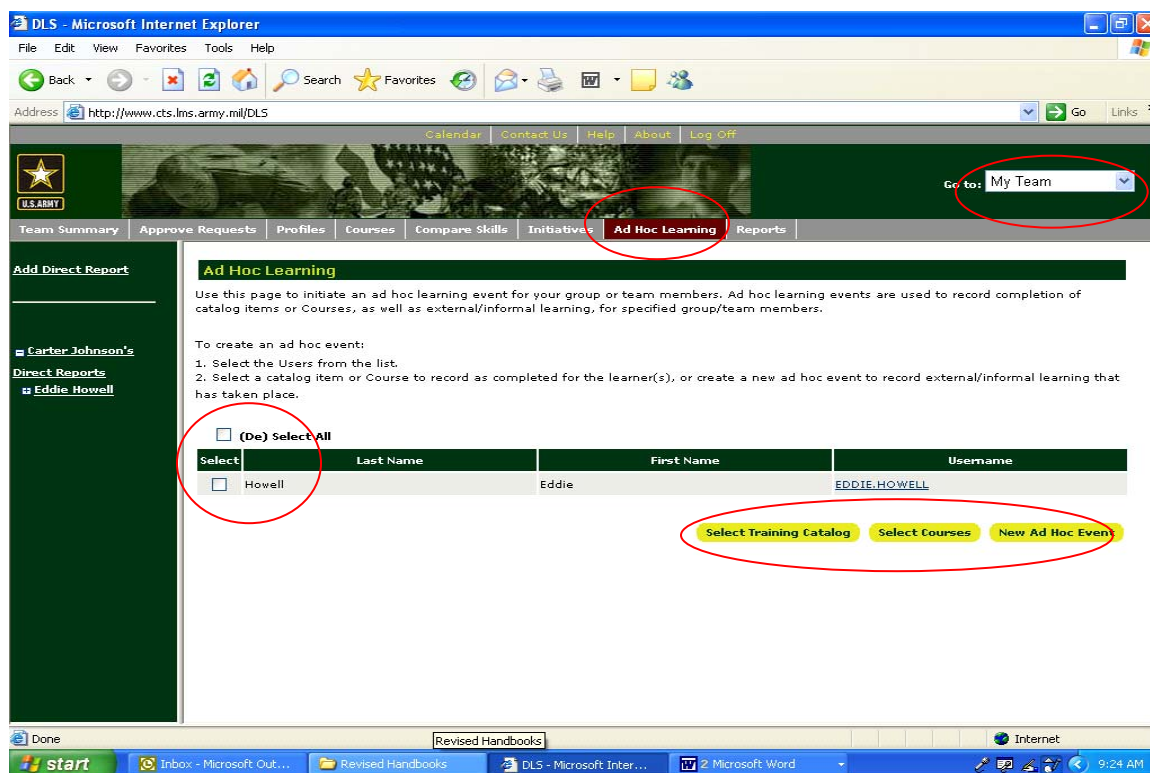 DLS - Microsoft Internet Explorer
File Edit View Favorites Tools Help
Back Search Favorites
Address http://www.cts.lms.army.mil/DLS Go Links
Calendar Contact Us Help About Log Off
U.S.ARMY
Go to: My Team
Team Summary Approve Requests Profiles Courses Compare Skills Initiatives Ad Hoc Learning Reports
Add Direct Report
Carter Johnson's
Direct Reports
Eddie Howell
Ad Hoc Learning
Use this page to initiate an ad hoc learning event for your group or team members. Ad hoc learning events are used to record completion of
catalog items or Courses, as well as external/informal learning, for specified group/team members.
To create an ad hoc event:
1. Select the Users from the list.
2. Select a catalog item or Course to record as completed for the learner(s), or create a new ad hoc event to record external/informal learning that
has taken place.
(De) Select All
Select Last Name First Name Username
Howell Eddie EDDIE.HOWELL
Select Training Catalog Select Courses New Ad Hoc Event
Done Internet
Revised Handbooks
start Inbox - Microsoft Out... Revised Handbooks DLS - Microsoft Inter... 2 Microsoft Word 9:24 AM